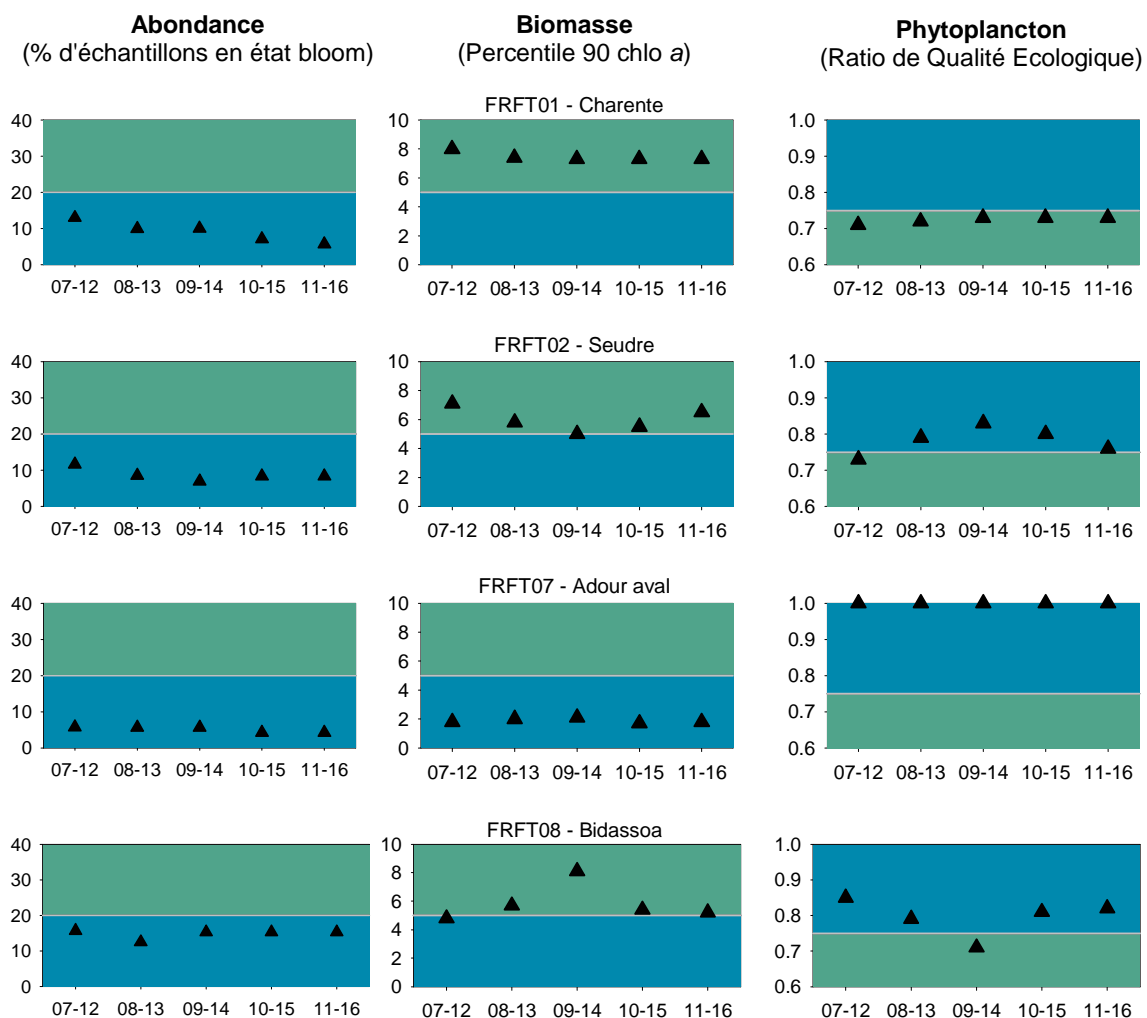 Abondance
(% d'échantillons en état bloom)
Biomasse
(Percentile 90 chlo a)
Phytoplancton
(Ratio de Qualité Ecologique)
FRFT01 - Charente
40
30
20
10
0
07-12 08-13 09-14 10-15 11-16
10
8
6
4
2
0
07-12 08-13 09-14 10-15 11-16
1.0
0.9
0.8
0.7
0.6
07-12 08-13 09-14 10-15 11-16
FRFT02 - Seudre
40
30
20
10
0
07-12 08-13 09-14 10-15 11-16
10
8
6
4
2
0
07-12 08-13 09-14 10-15 11-16
1.0
0.9
0.8
0.7
0.6
07-12 08-13 09-14 10-15 11-16
FRFT07 - Adour aval
40
30
20
10
0
07-12 08-13 09-14 10-15 11-16
10
8
6
4
2
0
07-12 08-13 09-14 10-15 11-16
1.0
0.9
0.8
0.7
0.6
07-12 08-13 09-14 10-15 11-16
FRFT08 - Bidassoa
40
30
20
10
0
07-12 08-13 09-14 10-15 11-16
10
8
6
4
2
0
07-12 08-13 09-14 10-15 11-16
1.0
0.9
0.8
0.7
0.6
07-12 08-13 09-14 10-15 11-16